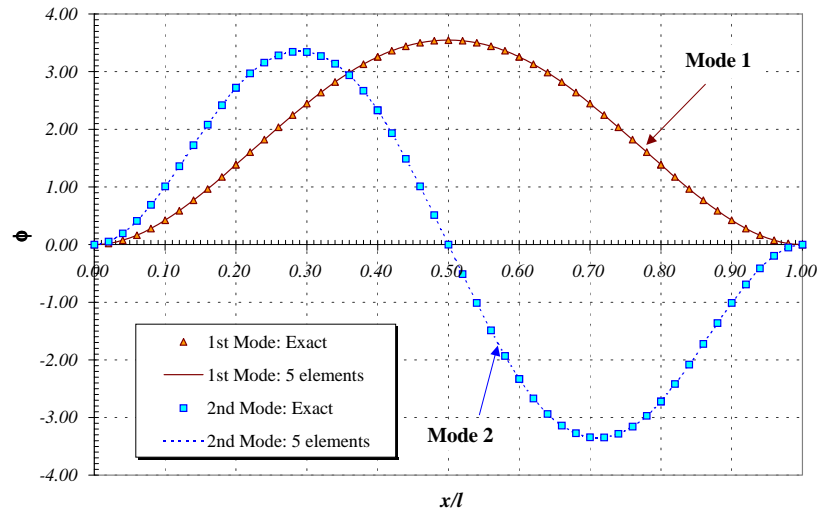 4.00
3.00
2.00
1.00
0.00
-1.00
-2.00
-3.00
-4.00
ϕ
0.00 0.10 0.20 0.30 0.40 0.50 0.60 0.70 0.80 0.90 1.00
x/l
Mode 1
Mode 2
1st Mode: Exact
1st Mode: 5 elements
2nd Mode: Exact
2nd Mode: 5 elements